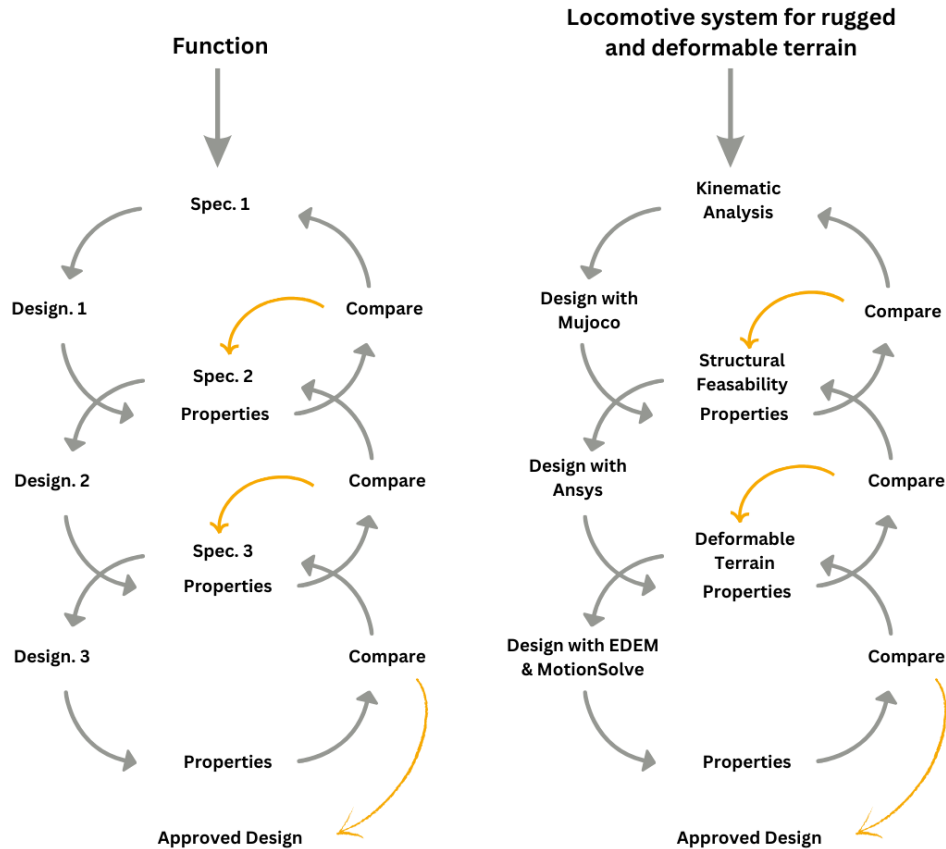 Function
Spec. 1
Design. 1
Compare
Spec. 2
Properties
Design. 2
Compare
Spec. 3
Properties
Design. 3
Compare
Properties
Approved Design
Locomotive system for rugged
and deformable terrain
Kinematic
Analysis
Design with
Mujoco
Compare
Structural
Feasability
Properties
Design with
Ansys
Compare
Deformable
Terrain
Properties
Design with EDEM
& MotionSolve
Compare
Properties
Approved Design